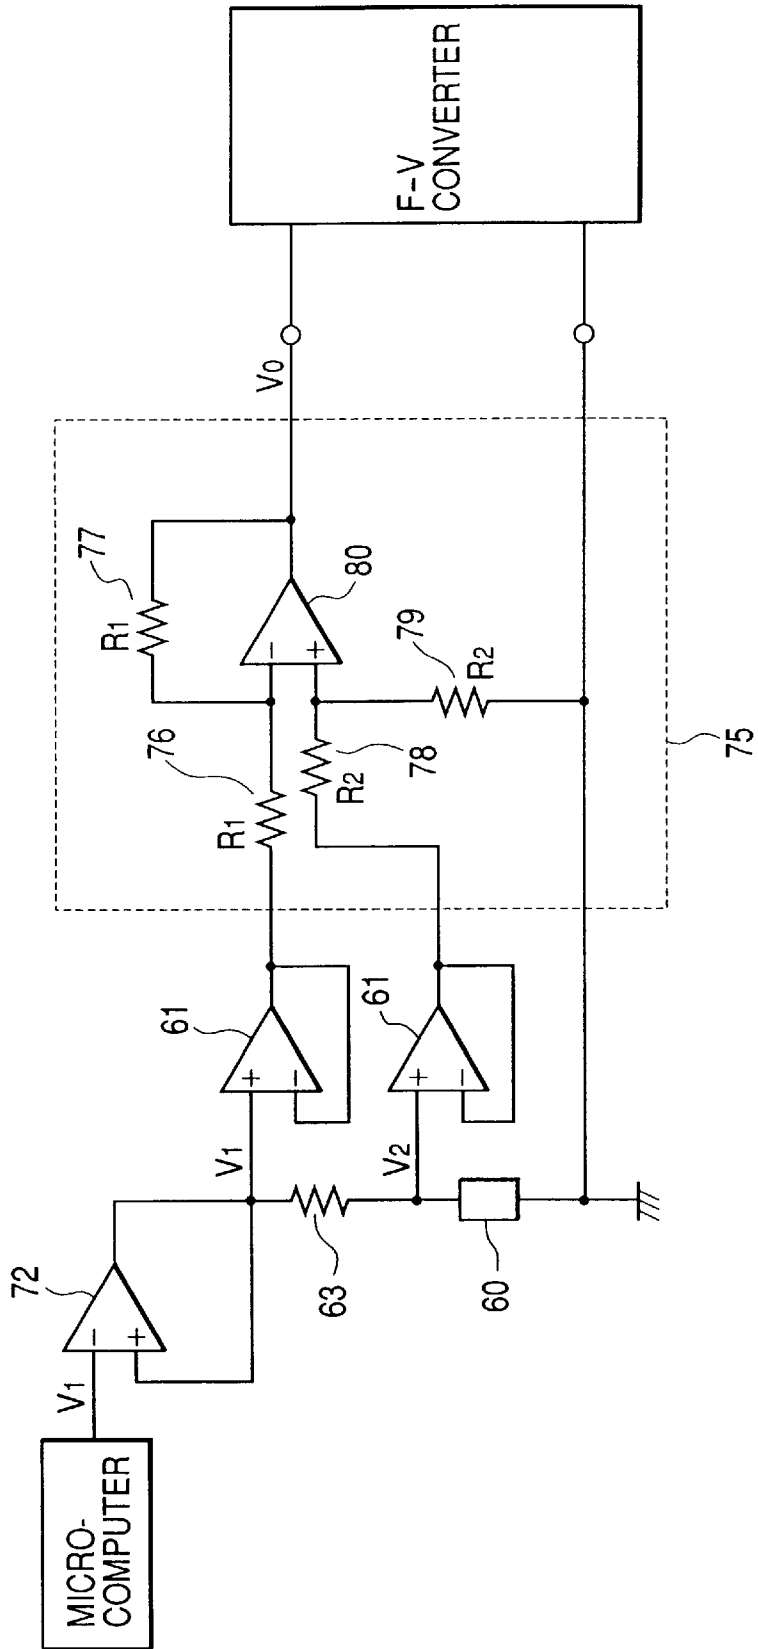 MICRO-
COMPUTER
V1
−
+
72
V1
63
V2
60
+
−
61
+
−
61
R1
76
R1
77
R2
78
−
+
80
79
R2
75
V0
F-V
CONVERTER